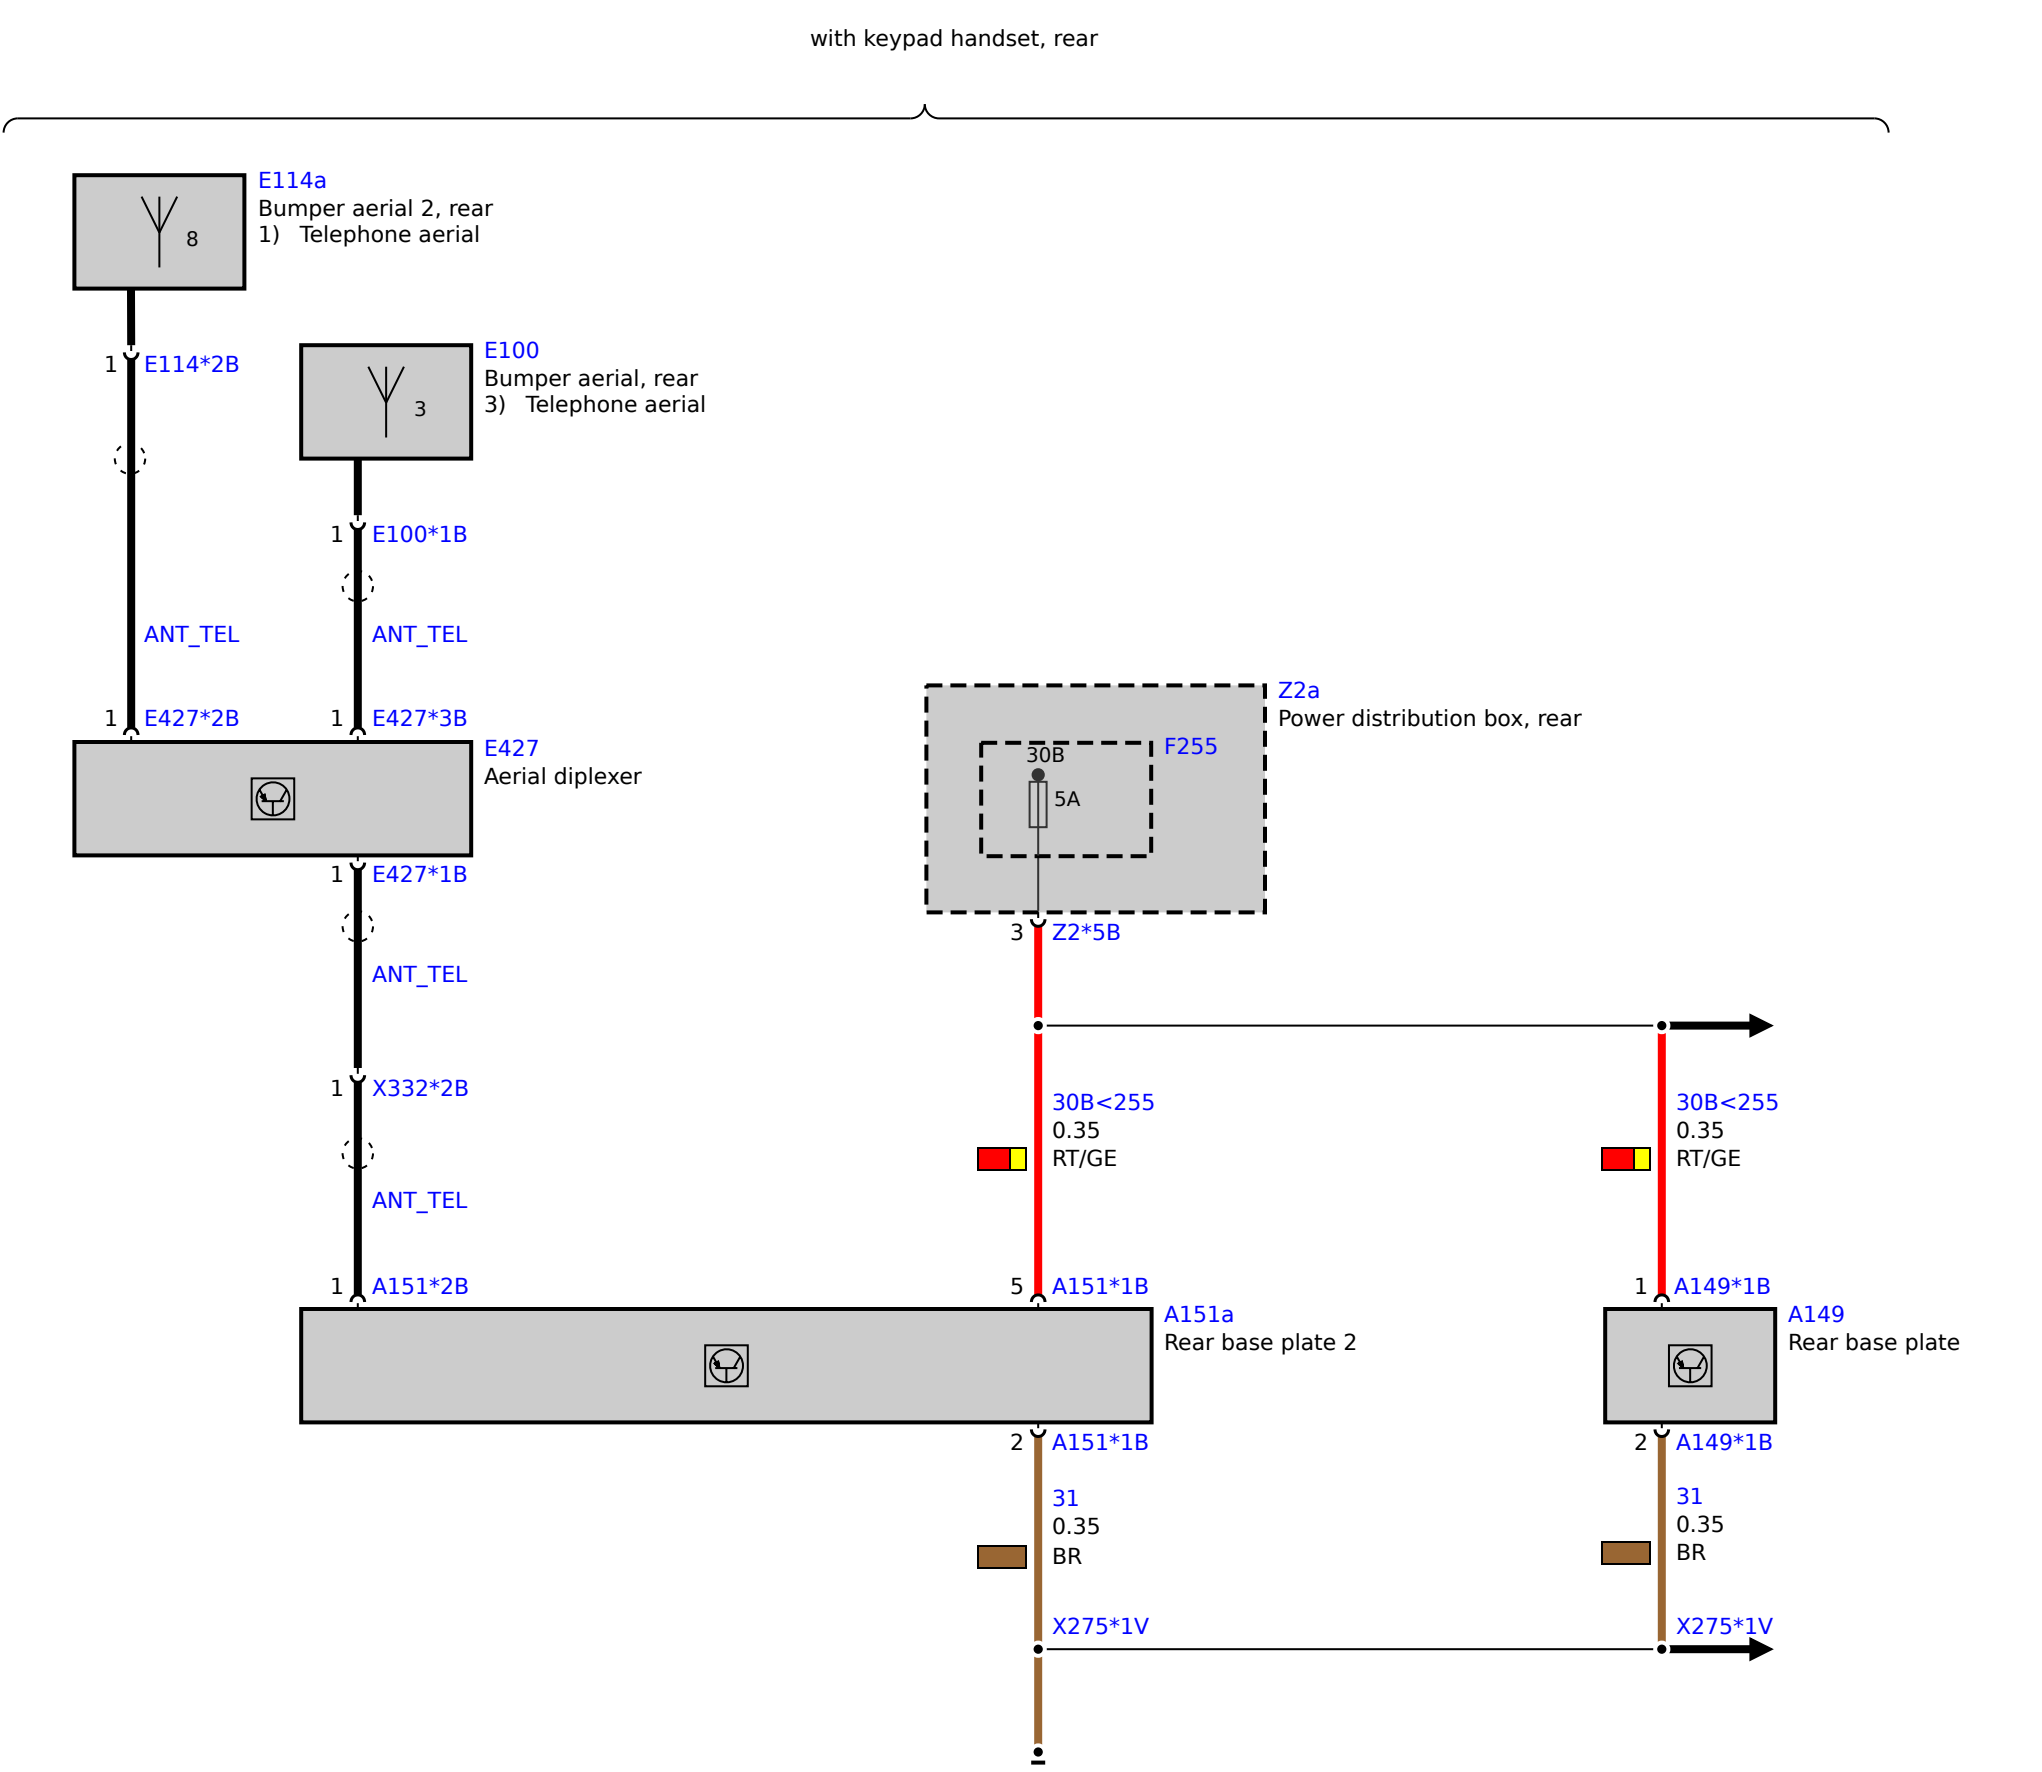 with keypad handset, rear
E114a
Bumper aerial 2, rear
1) Telephone aerial
8
1 E114*2B
E100
Bumper aerial, rear
3) Telephone aerial
3
1 E100*1B
ANT_TEL
ANT_TEL
1 E427*2B
1 E427*3B
E427
Aerial diplexer
Z2a
Power distribution box, rear
F255
30B
5A
1 E427*1B
3 Z2*5B
ANT_TEL
1 X332*2B
30B<255
0.35
RT/GE
30B<255
0.35
RT/GE
ANT_TEL
1 A151*2B
5 A151*1B
1 A149*1B
A151a
Rear base plate 2
A149
Rear base plate
2 A151*1B
2 A149*1B
31
0.35
BR
31
0.35
BR
X275*1V
X275*1V